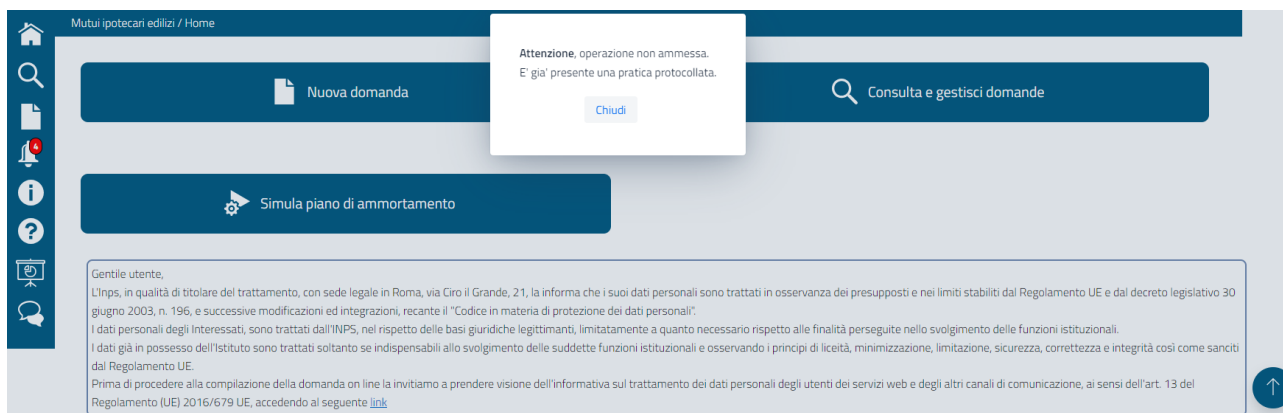 Mutui ipotecari edilizi / Home
Attenzione, operazione non ammessa.
E' gia' presente una pratica protocollata.
Chiudi
Nuova domanda
Consulta e gestisci domande
4
Simula piano di ammortamento
Gentile utente,
L'Inps, in qualità di titolare del trattamento, con sede legale in Roma, via Ciro il Grande, 21, la informa che i suoi dati personali sono trattati in osservanza dei presupposti e nei limiti stabiliti dal Regolamento UE e dal decreto legislativo 30
giugno 2003, n. 196, e successive modificazioni ed integrazioni, recante il "Codice in materia di protezione dei dati personali".
I dati personali degli Interessati, sono trattati dall'INPS, nel rispetto delle basi giuridiche legittimanti, limitatamente a quanto necessario rispetto alle finalità perseguite nello svolgimento delle funzioni istituzionali.
I dati già in possesso dell'Istituto sono trattati soltanto se indispensabili allo svolgimento delle suddette funzioni istituzionali e osservando i principi di liceità, minimizzazione, limitazione, sicurezza, correttezza e integrità così come sanciti
dal Regolamento UE.
Prima di procedere alla compilazione della domanda on line la invitiamo a prendere visione dell'informativa sul trattamento dei dati personali degli utenti dei servizi web e degli altri canali di comunicazione, ai sensi dell'art. 13 del
Regolamento (UE) 2016/679 UE, accedendo al seguente link